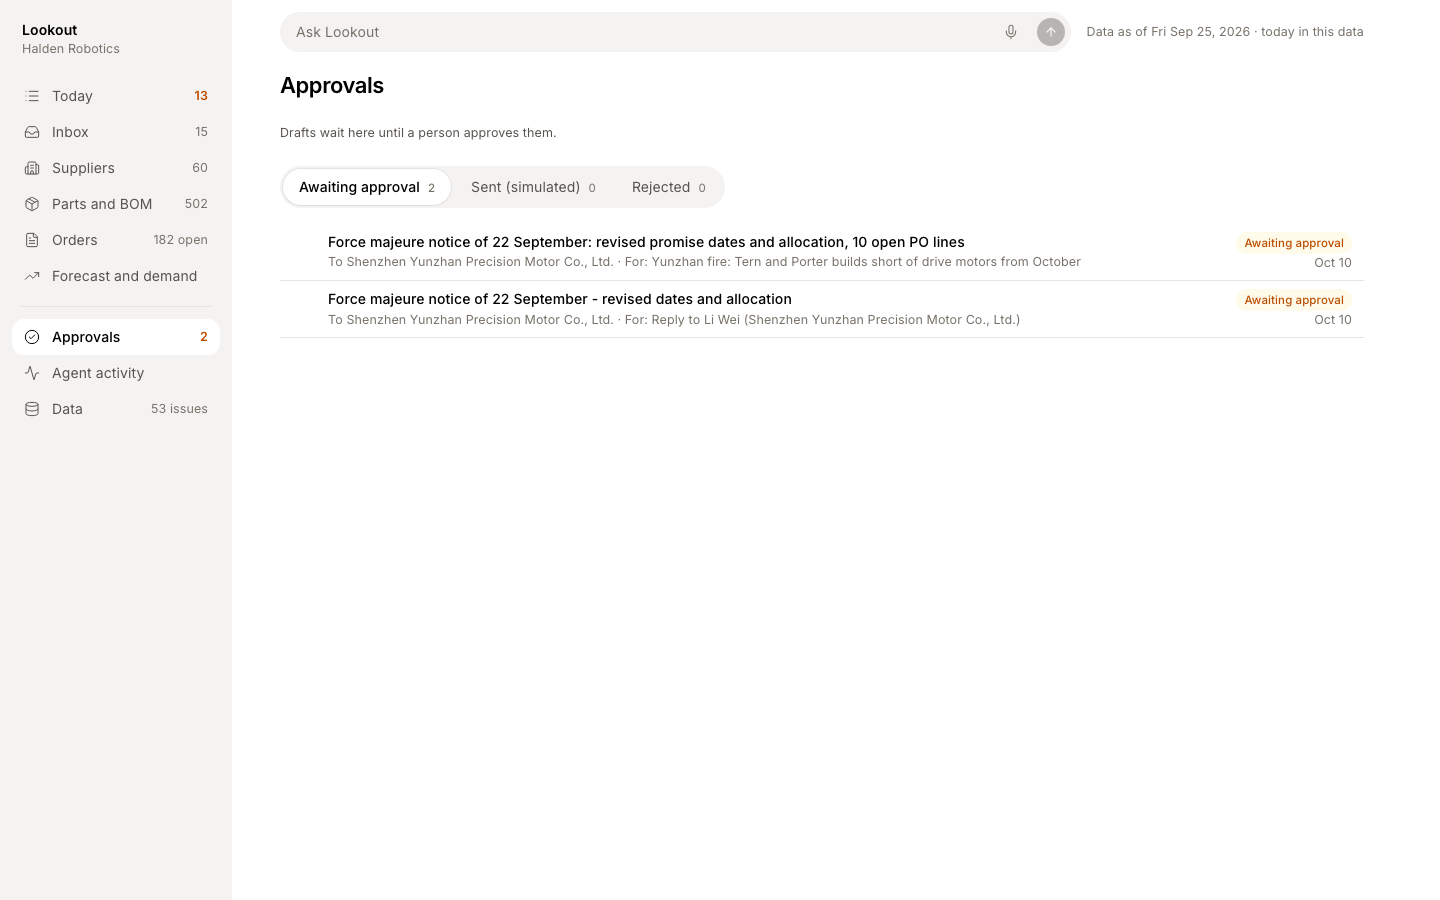 Lookout
Halden Robotics
Today 13
Inbox 15
Suppliers 60
Parts and BOM 502
Orders 182 open
Forecast and demand
Approvals 2
Agent activity
Data 53 issues
Ask Lookout
Data as of Fri Sep 25, 2026 · today in this data
Approvals
Drafts wait here until a person approves them.
Awaiting approval 2 Sent (simulated) 0 Rejected 0
Force majeure notice of 22 September: revised promise dates and allocation, 10 open PO lines Awaiting approval
To Shenzhen Yunzhan Precision Motor Co., Ltd. · For: Yunzhan fire: Tern and Porter builds short of drive motors from October Oct 10
Force majeure notice of 22 September - revised dates and allocation Awaiting approval
To Shenzhen Yunzhan Precision Motor Co., Ltd. · For: Reply to Li Wei (Shenzhen Yunzhan Precision Motor Co., Ltd.) Oct 10